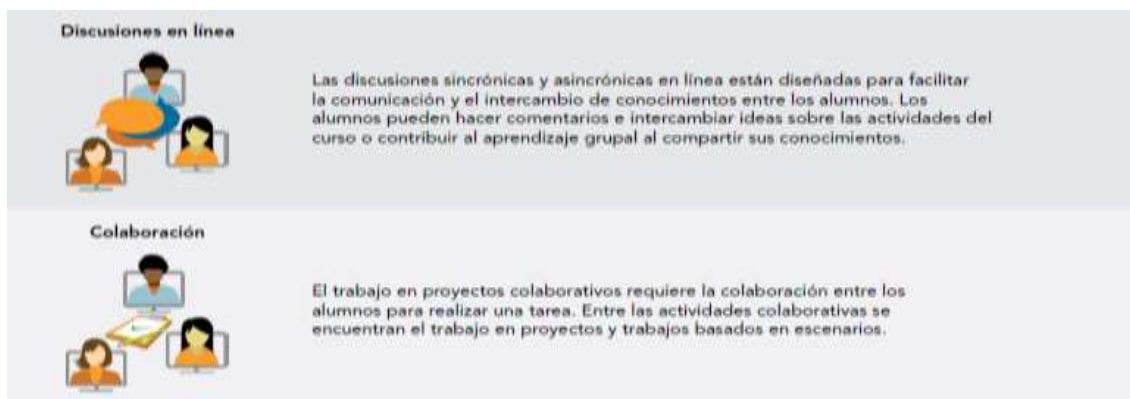 Discusiones en línea
Las discusiones sincrónicas y asincrónicas en línea están diseñadas para facilitar
la comunicación y el intercambio de conocimientos entre los alumnos. Los
alumnos pueden hacer comentarios e intercambiar ideas sobre las actividades del
curso o contribuir al aprendizaje grupal al compartir sus conocimientos.
Colaboración
El trabajo en proyectos colaborativos requiere la colaboración entre los
alumnos para realizar una tarea. Entre las actividades colaborativas se
encuentran el trabajo en proyectos y trabajos basados en escenarios.